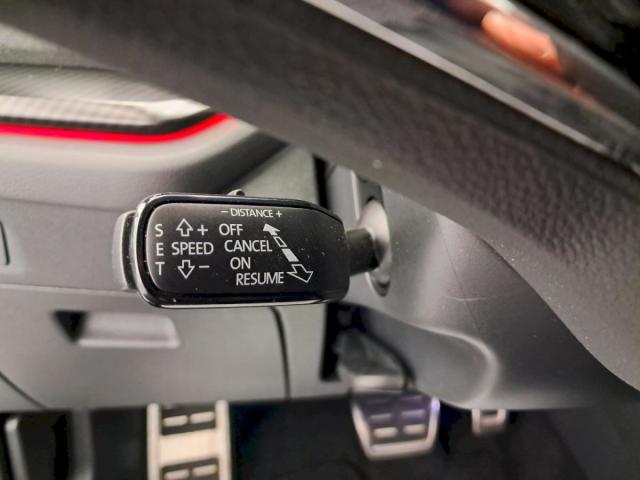 − DISTANCE +
S ⇧ + OFF
E SPEED CANCEL
T ⇩ − ON
RESUME